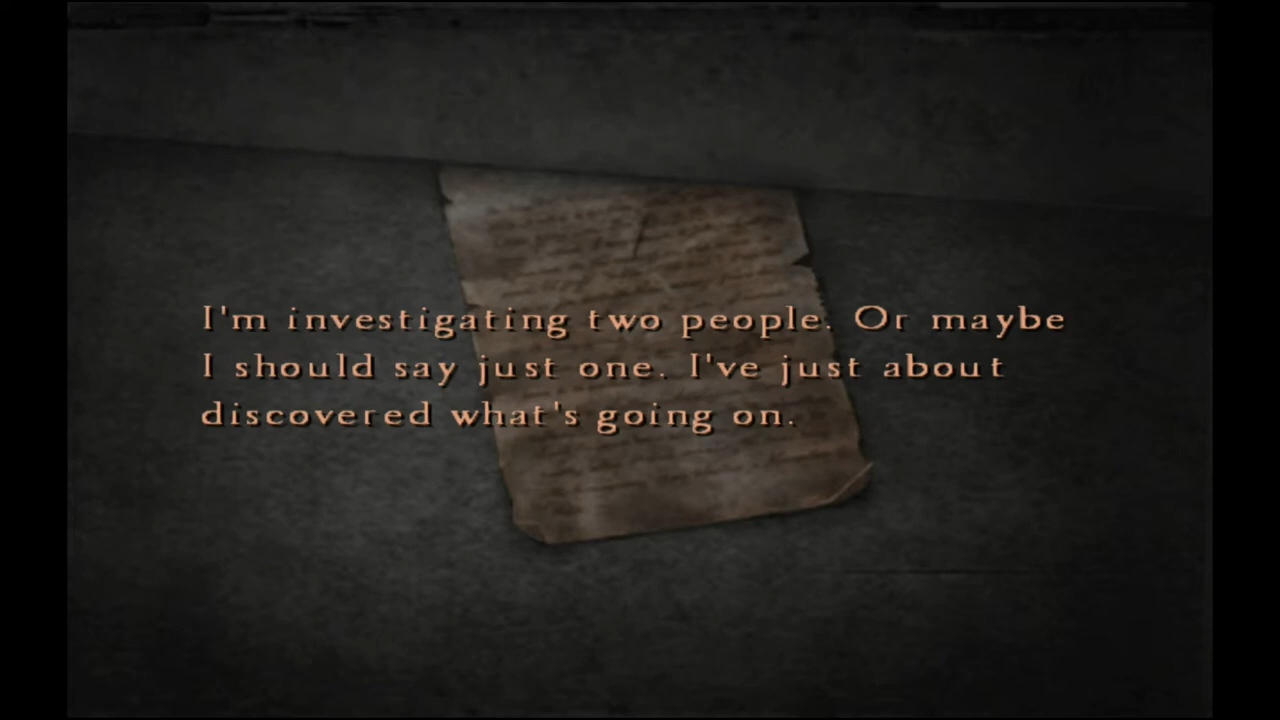 I'm investigating two people. Or maybe
I should say just one. I've just about
discovered what's going on.